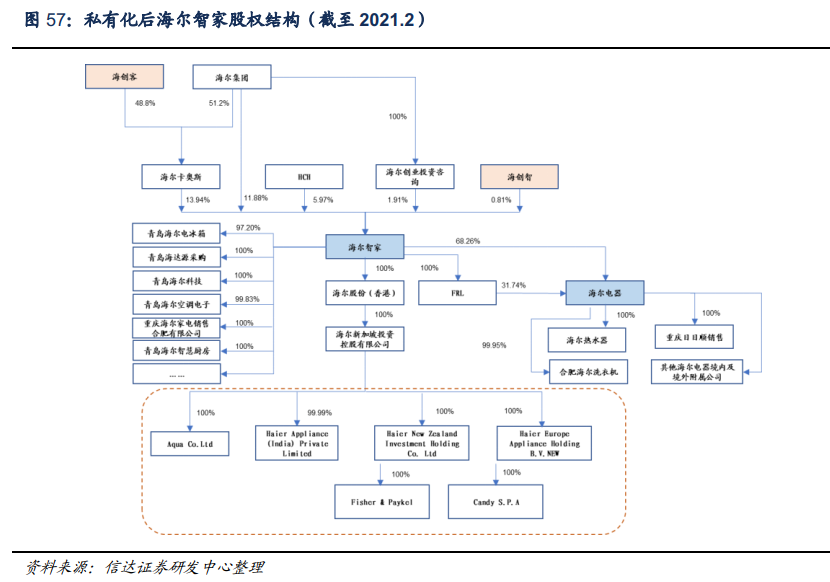 图 57：私有化后海尔智家股权结构（截至 2021.2）
海创客
海尔集团
48.8%
51.2%
100%
海尔卡奥斯
HCH
海尔创业投资咨
询
海创智
13.94%
11.88%
5.97%
1.91%
0.81%
青岛海尔电冰箱
97.20%
海尔智家
68.26%
青岛海达源采购
100%
100%
100%
青岛海尔科技
100%
海尔股份（香港）
FRL
31.74%
海尔电器
青岛海尔空调电子
99.83%
重庆海尔家电销售
合肥有限公司
100%
100%
100%
100%
海尔新加坡投资
控股有限公司
海尔热水器
重庆日日顺销售
青岛海尔智慧厨房
100%
99.95%
合肥海尔洗衣机
其他海尔电器境内及
境外附属公司
……
100%
99.99%
100%
100%
Aqua Co.Ltd
Haier Appliance
(India) Private
Limited
Haier New Zealand
Investment Holding
Co. Ltd
Haier Europe
Appliance Holding
B.V.NEW
100%
100%
Fisher & Paykel
Candy S.P.A
资料来源：信达证券研发中心整理